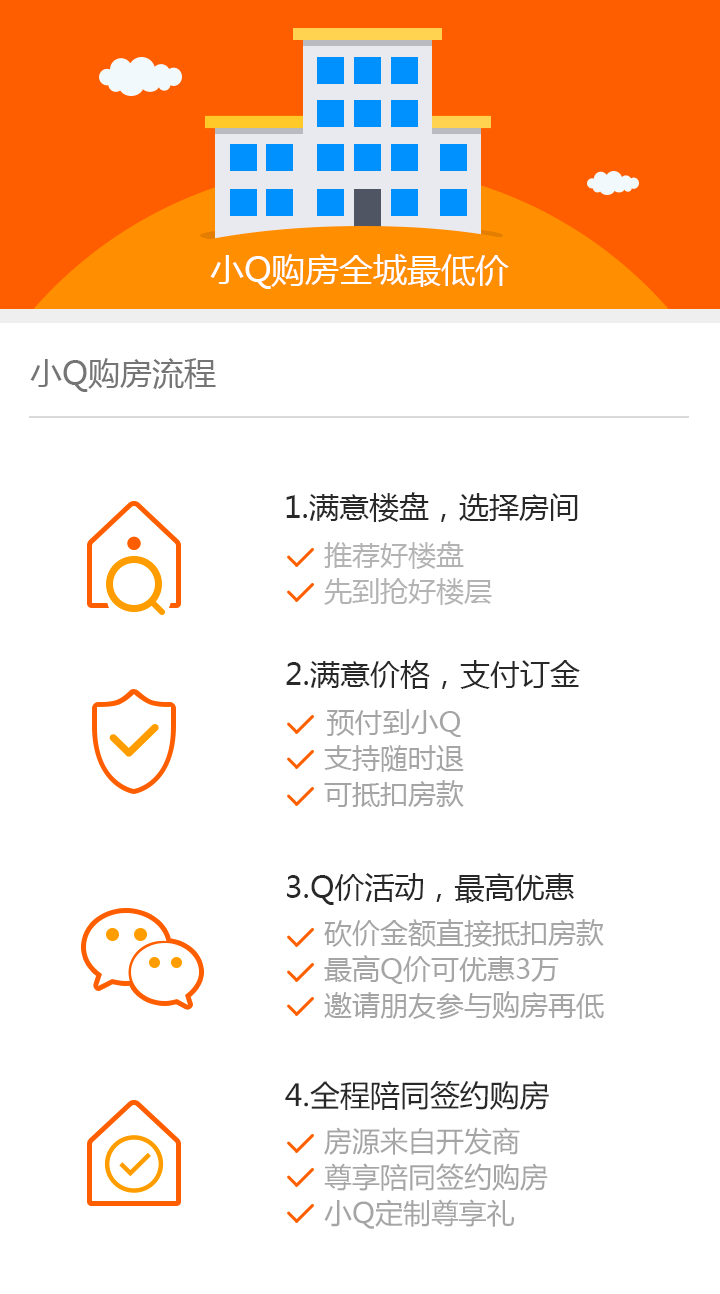 小Q购房全城最低价
小Q购房流程
1.满意楼盘，选择房间
推荐好楼盘
先到抢好楼层
2.满意价格，支付订金
预付到小Q
支持随时退
可抵扣房款
3.Q价活动，最高优惠
砍价金额直接抵扣房款
最高Q价可优惠3万
邀请朋友参与购房再低
4.全程陪同签约购房
房源来自开发商
尊享陪同签约购房
小Q定制尊享礼